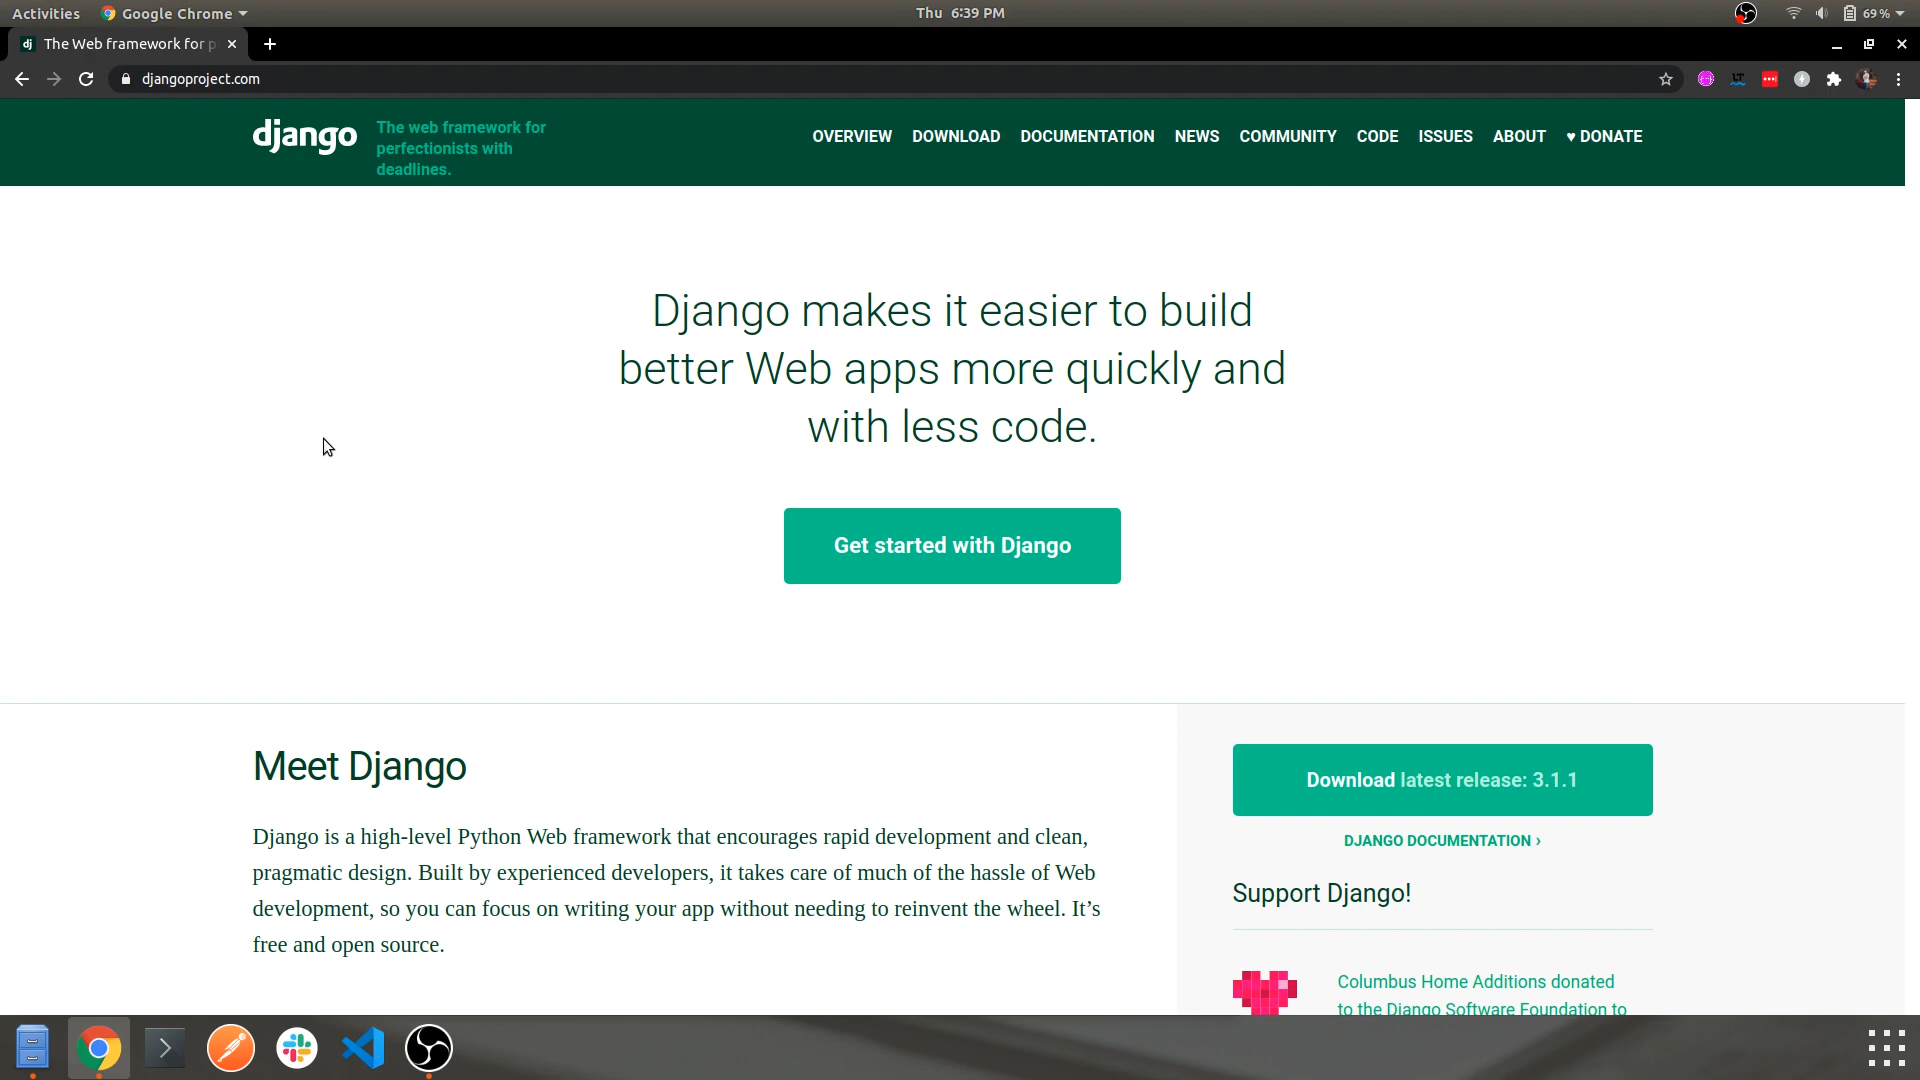 Activities
Google Chrome
Thu 6:39 PM
69 %
dj
The Web framework for p
djangoproject.com
django
The web framework for
perfectionists with
deadlines.
OVERVIEW
DOWNLOAD
DOCUMENTATION
NEWS
COMMUNITY
CODE
ISSUES
ABOUT
♥ DONATE
Django makes it easier to build
better Web apps more quickly and
with less code.
Get started with Django
Meet Django
Django is a high-level Python Web framework that encourages rapid development and clean,
pragmatic design. Built by experienced developers, it takes care of much of the hassle of Web
development, so you can focus on writing your app without needing to reinvent the wheel. It’s
free and open source.
Download latest release: 3.1.1
DJANGO DOCUMENTATION ›
Support Django!
Columbus Home Additions donated
to the Django Software Foundation to